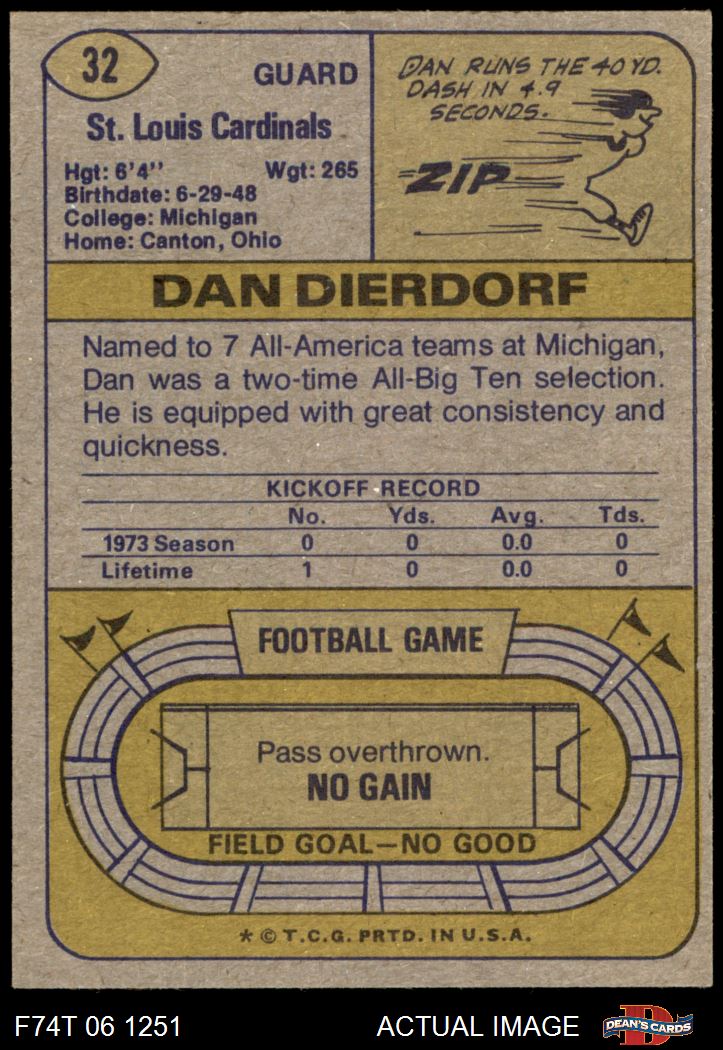 32
GUARD
St. Louis Cardinals
Hgt: 6'4" Wgt: 265
Birthdate: 6-29-48
College: Michigan
Home: Canton, Ohio
DAN RUNS THE 40 YD.
DASH IN 4.9
SECONDS.
ZIP
DAN DIERDORF
Named to 7 All-America teams at Michigan,
Dan was a two-time All-Big Ten selection.
He is equipped with great consistency and
quickness.
KICKOFF RECORD
No. Yds. Avg. Tds.
1973 Season 0 0 0.0 0
Lifetime 1 0 0.0 0
FOOTBALL GAME
Pass overthrown.
NO GAIN
FIELD GOAL—NO GOOD
* © T.C.G. PRTD. IN U.S.A.
F74T 06 1251 ACTUAL IMAGE
D
DEAN'S CARDS